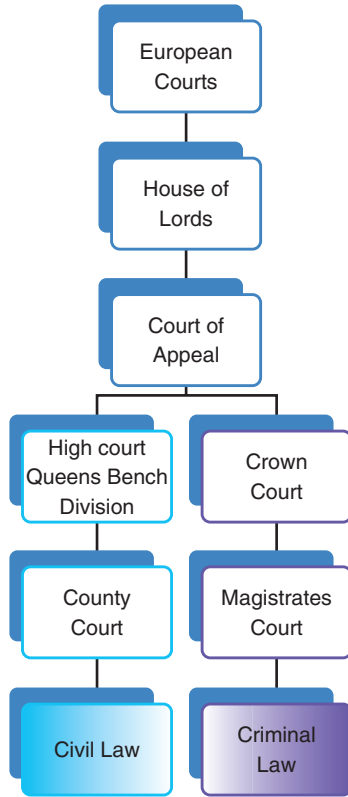 European
Courts
House of
Lords
Court of
Appeal
High court
Queens Bench
Division
Crown
Court
County
Court
Magistrates
Court
Civil Law
Criminal
Law